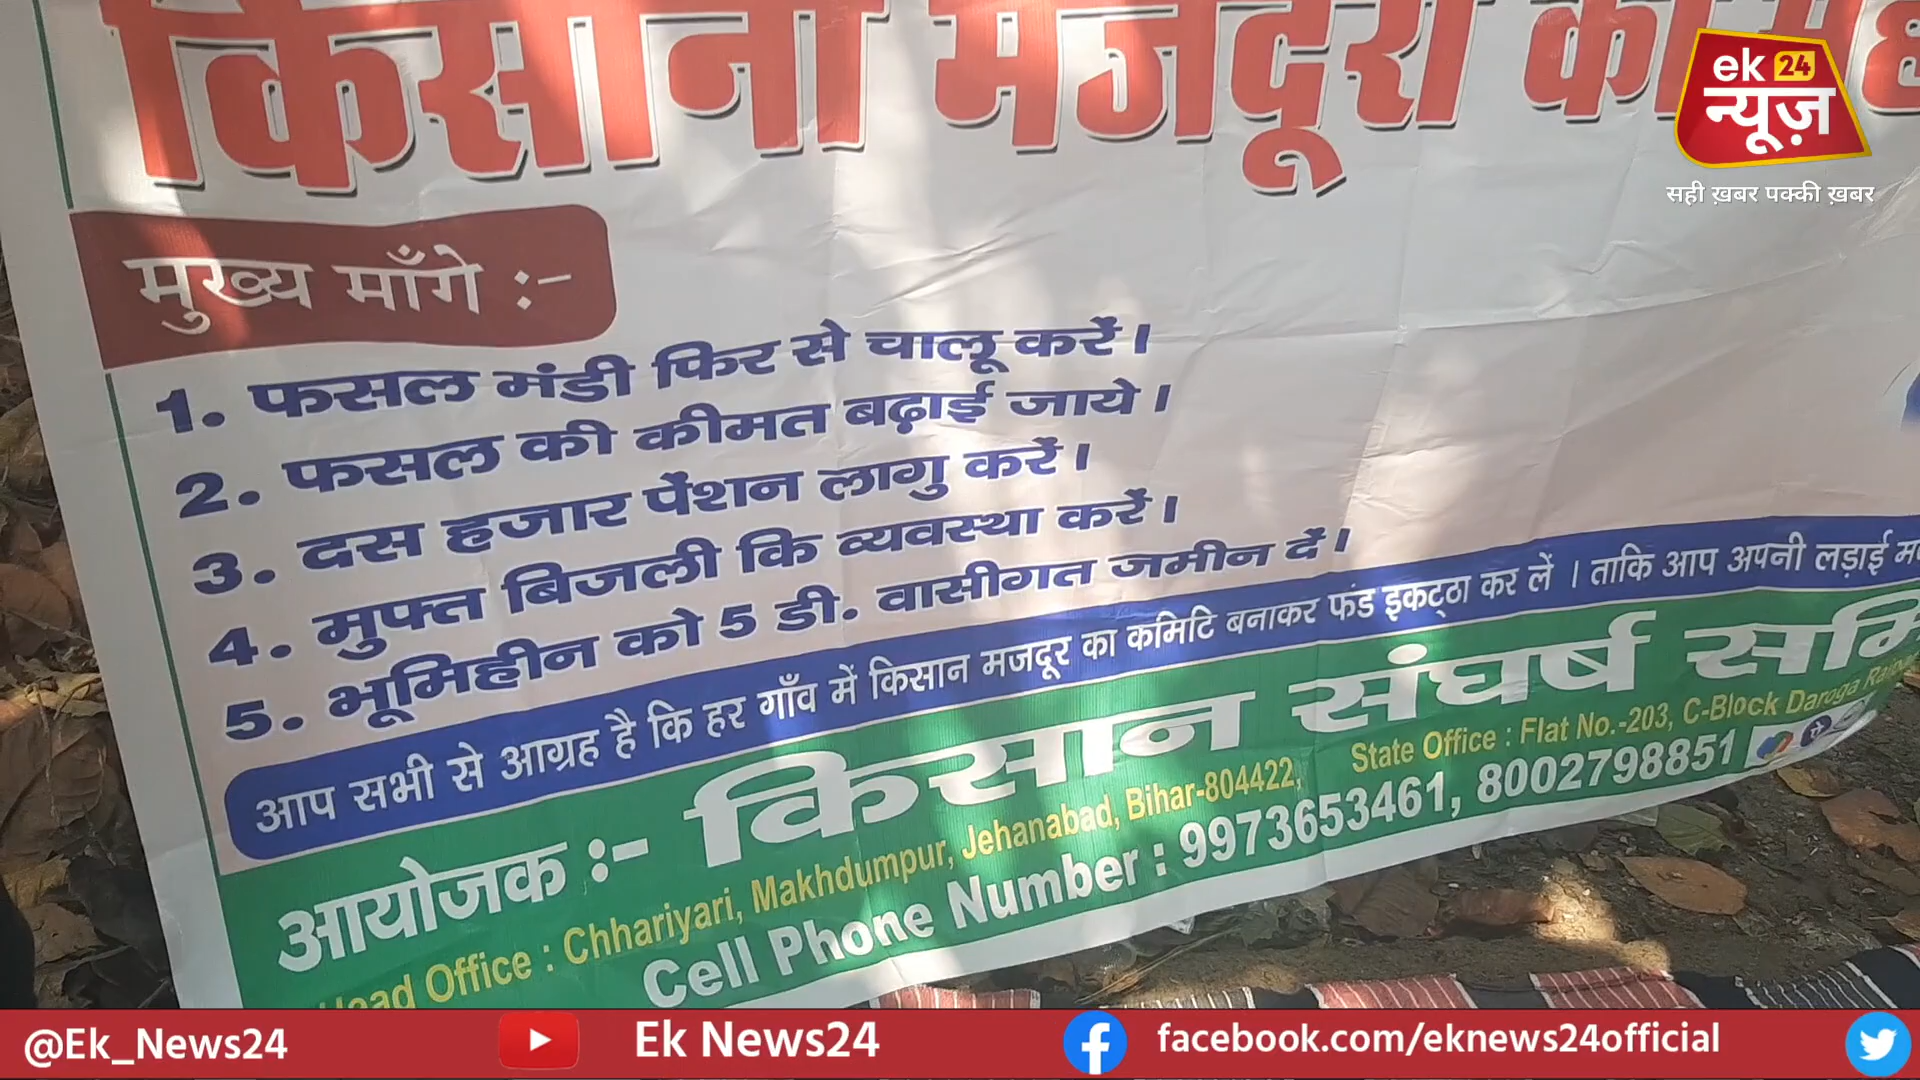 किसानो मजदूरो
ek 24
न्यूज़
सही ख़बर पक्की ख़बर
मुख्य माँगे :-
1. फसल मंडी फिर से चालू करें।
2. फसल की कीमत बढ़ाई जाये।
3. दस हजार पेंशन लागु करें।
4. मुफ्त बिजली कि व्यवस्था करें।
5. भूमिहीन को 5 डी. वासीगत जमीन दें।
आप सभी से आग्रह है कि हर गाँव में किसान मजदूर का कमिटि बनाकर फंड इकट्ठा कर लें । ताकि आप अपनी लड़ाई
आयोजक :- किसान संघर्ष
Head Office : Chhariyari, Makhdumpur, Jehanabad, Bihar-804422, State Office : Flat No.-203, C-Block Daroga
Cell Phone Number : 9973653461, 8002798851
@Ek_News24 Ek News24 facebook.com/eknews24official